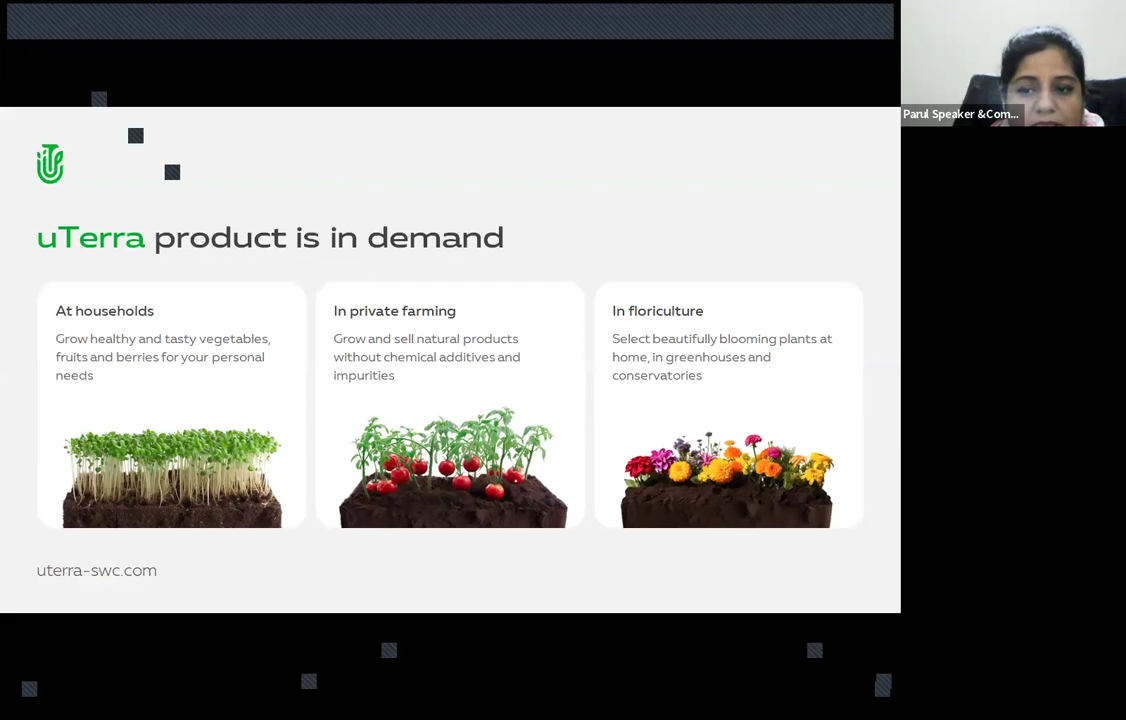 Parul Speaker &Com...
uTerra product is in demand
At households
Grow healthy and tasty vegetables,
fruits and berries for your personal
needs
In private farming
Grow and sell natural products
without chemical additives and
impurities
In floriculture
Select beautifully blooming plants at
home, in greenhouses and
conservatories
uterra-swc.com